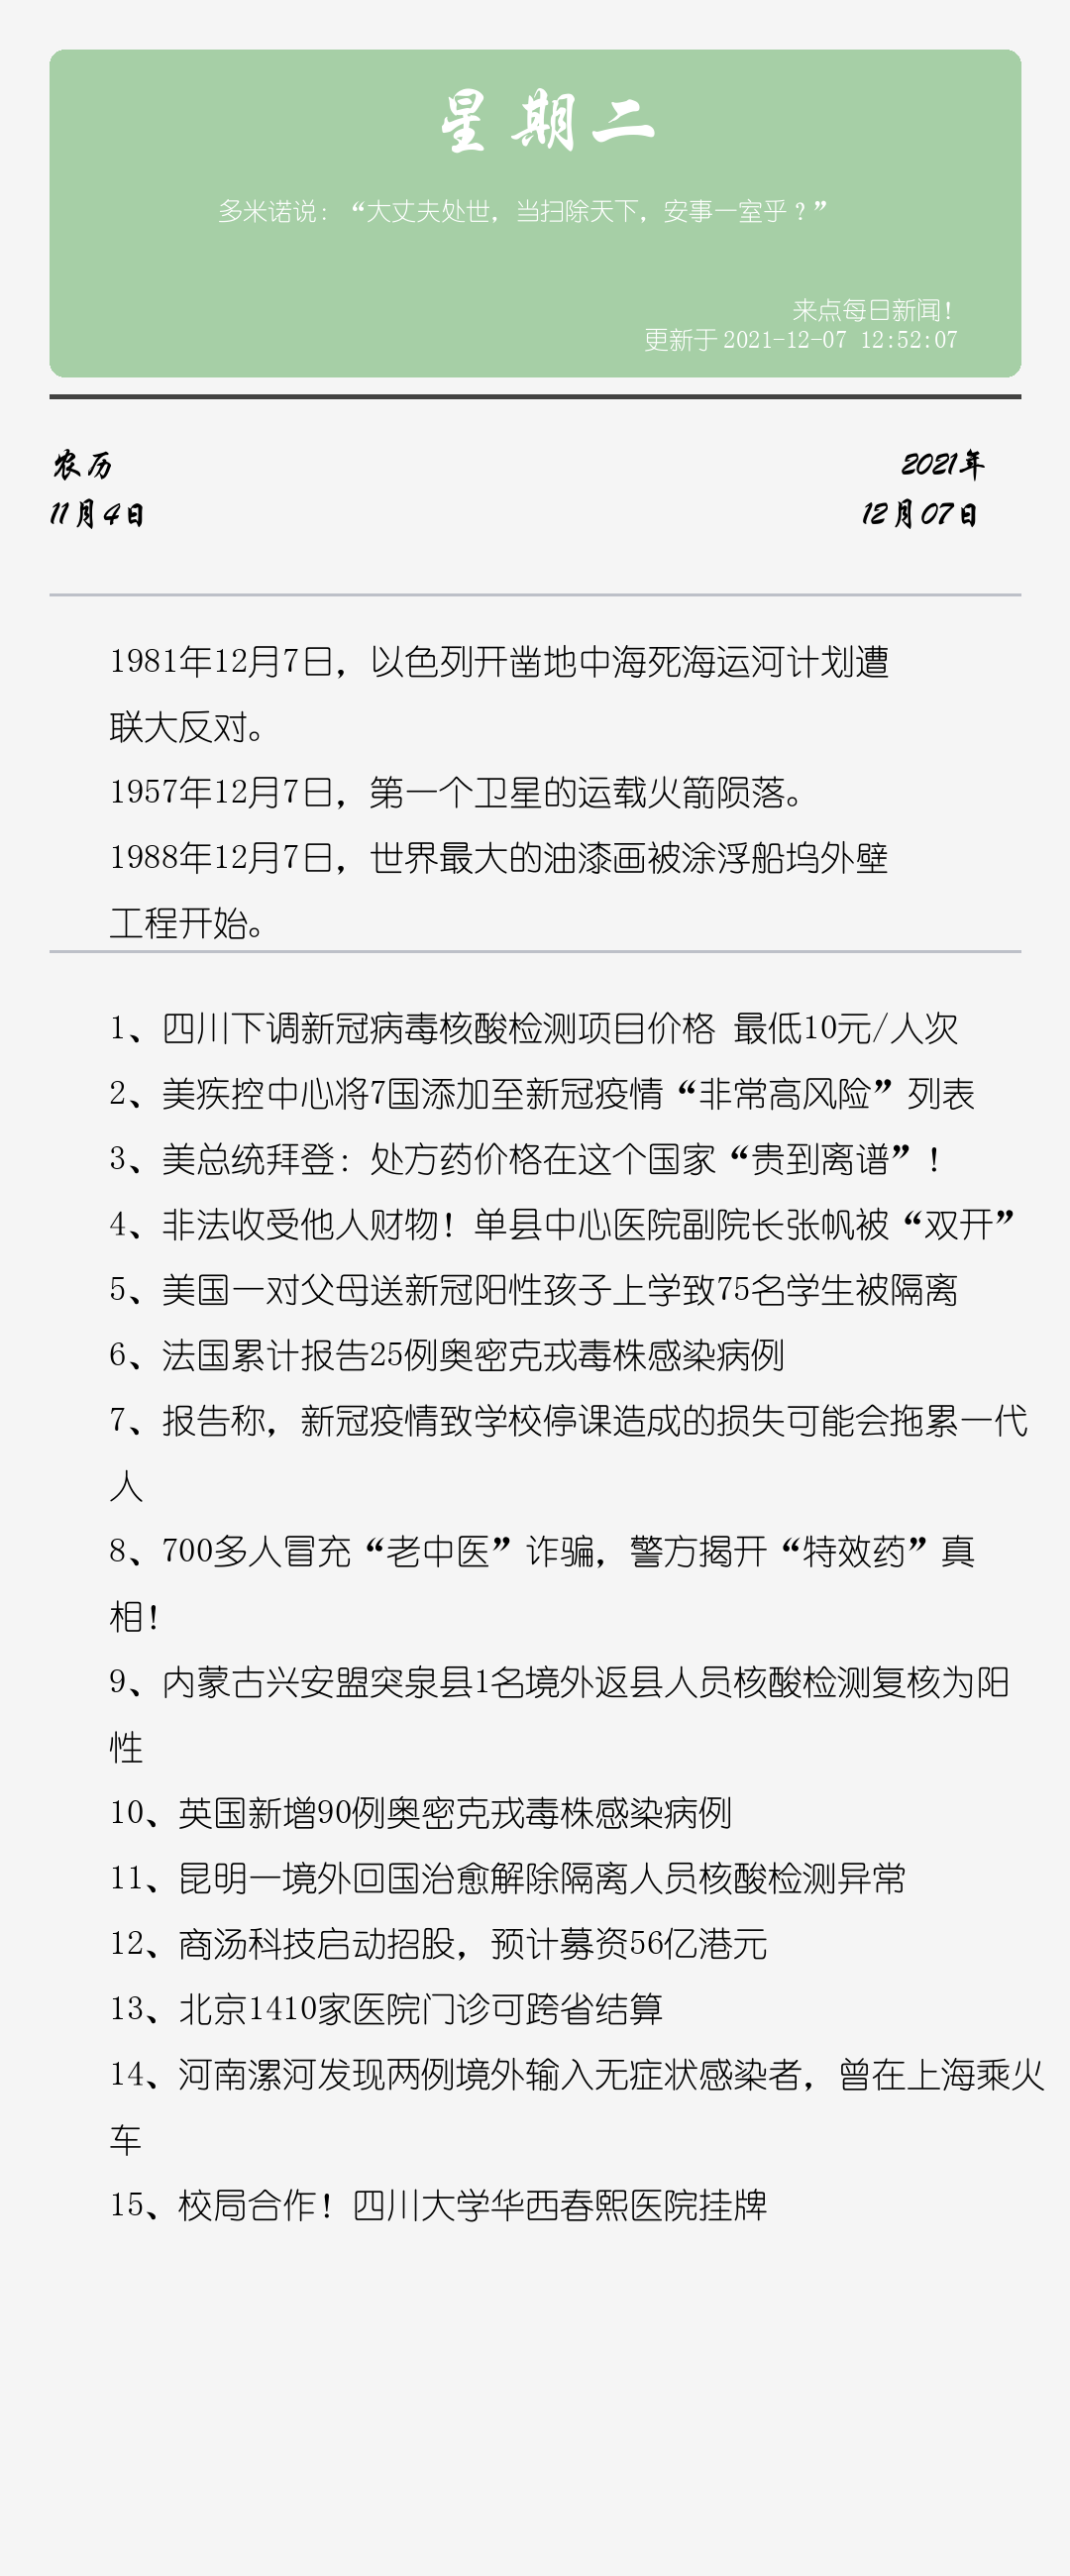 星期二
多米诺说：“大丈夫处世，当扫除天下，安事一室乎？”
来点每日新闻！
更新于 2021-12-07 12:52:07
农历
2021年
11月4日
12月07日
1981年12月7日，以色列开凿地中海死海运河计划遭
联大反对。
1957年12月7日，第一个卫星的运载火箭陨落。
1988年12月7日，世界最大的油漆画被涂浮船坞外壁
工程开始。
1、四川下调新冠病毒核酸检测项目价格 最低10元/人次
2、美疾控中心将7国添加至新冠疫情“非常高风险”列表
3、美总统拜登：处方药价格在这个国家“贵到离谱”！
4、非法收受他人财物！单县中心医院副院长张帆被“双开”
5、美国一对父母送新冠阳性孩子上学致75名学生被隔离
6、法国累计报告25例奥密克戎毒株感染病例
7、报告称，新冠疫情致学校停课造成的损失可能会拖累一代
人
8、700多人冒充“老中医”诈骗，警方揭开“特效药”真
相！
9、内蒙古兴安盟突泉县1名境外返县人员核酸检测复核为阳
性
10、英国新增90例奥密克戎毒株感染病例
11、昆明一境外回国治愈解除隔离人员核酸检测异常
12、商汤科技启动招股，预计募资56亿港元
13、北京1410家医院门诊可跨省结算
14、河南漯河发现两例境外输入无症状感染者，曾在上海乘火
车
15、校局合作！四川大学华西春熙医院挂牌